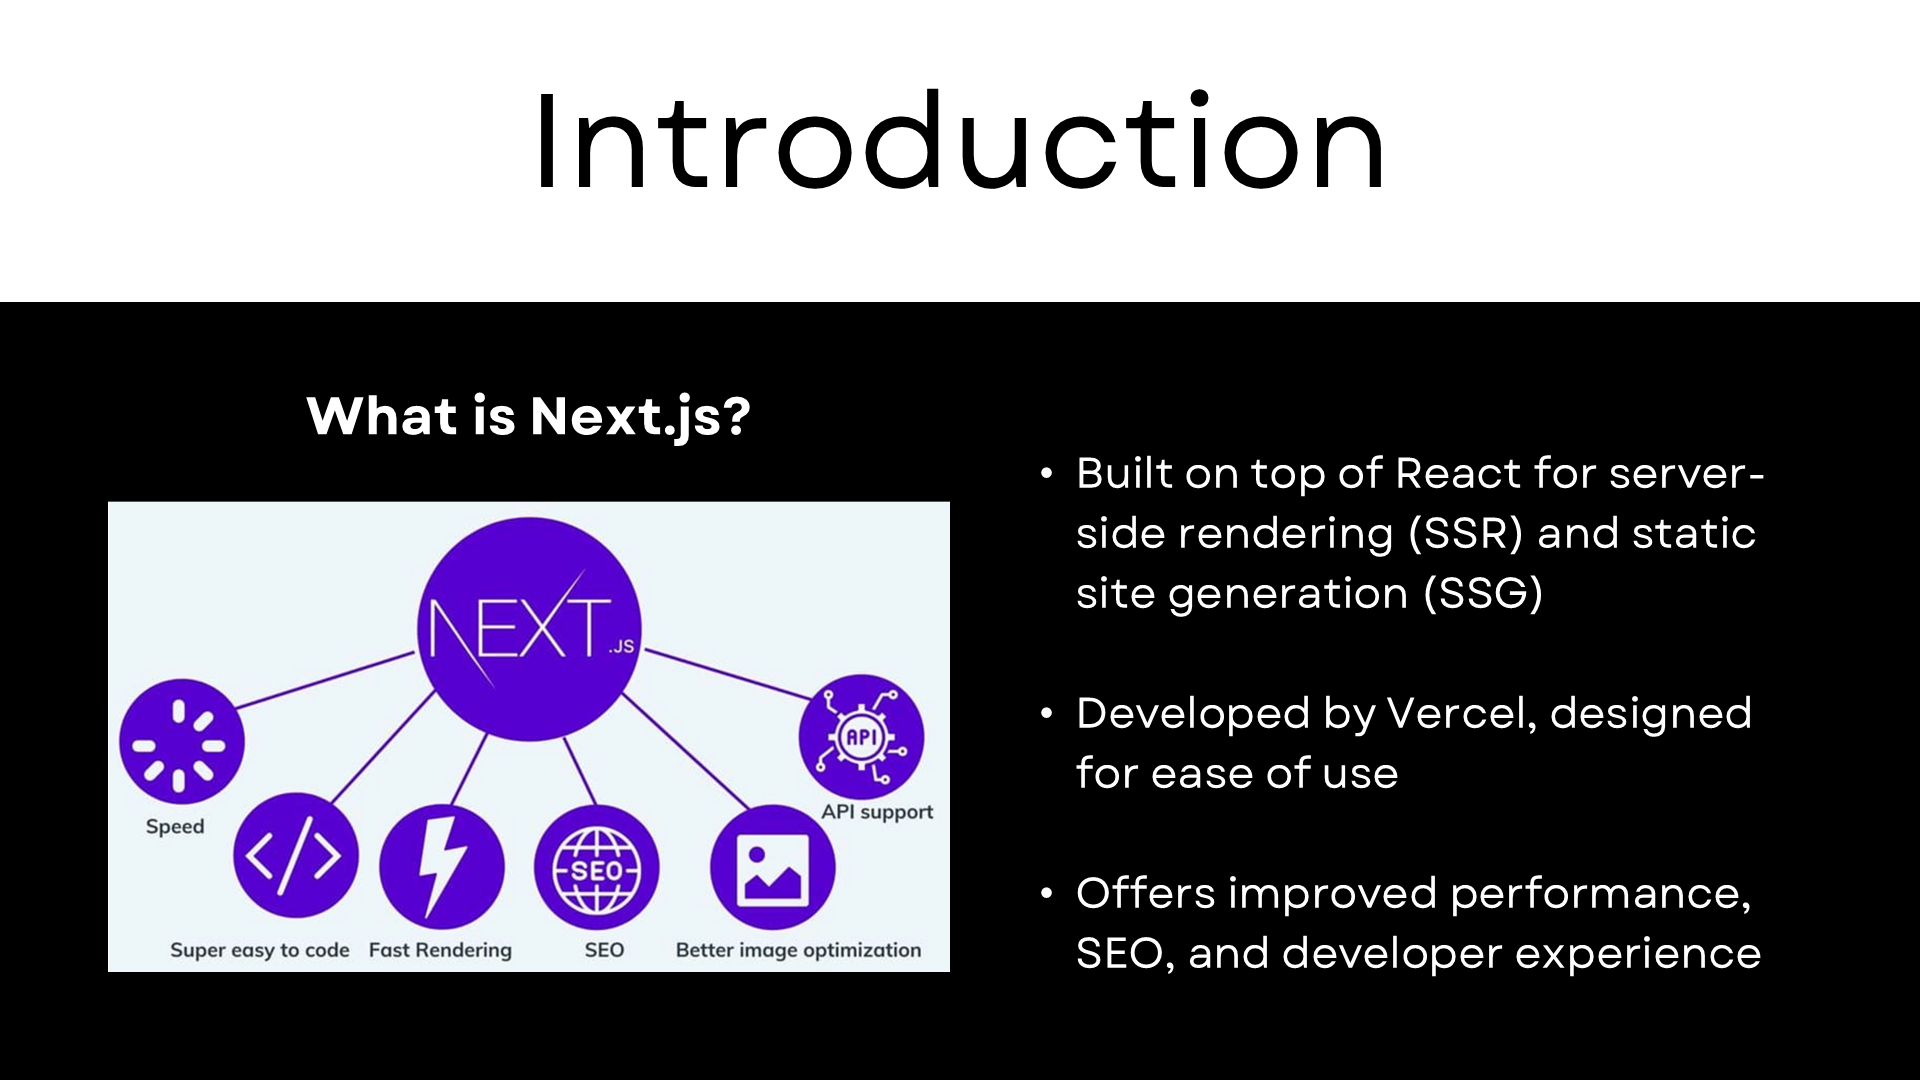 Introduction
What is Next.js?
NEXT.JS
Speed
API
API support
SEO
Super easy to code
Fast Rendering
SEO
Better image optimization
• Built on top of React for server-
side rendering (SSR) and static
site generation (SSG)
• Developed by Vercel, designed
for ease of use
• Offers improved performance,
SEO, and developer experience